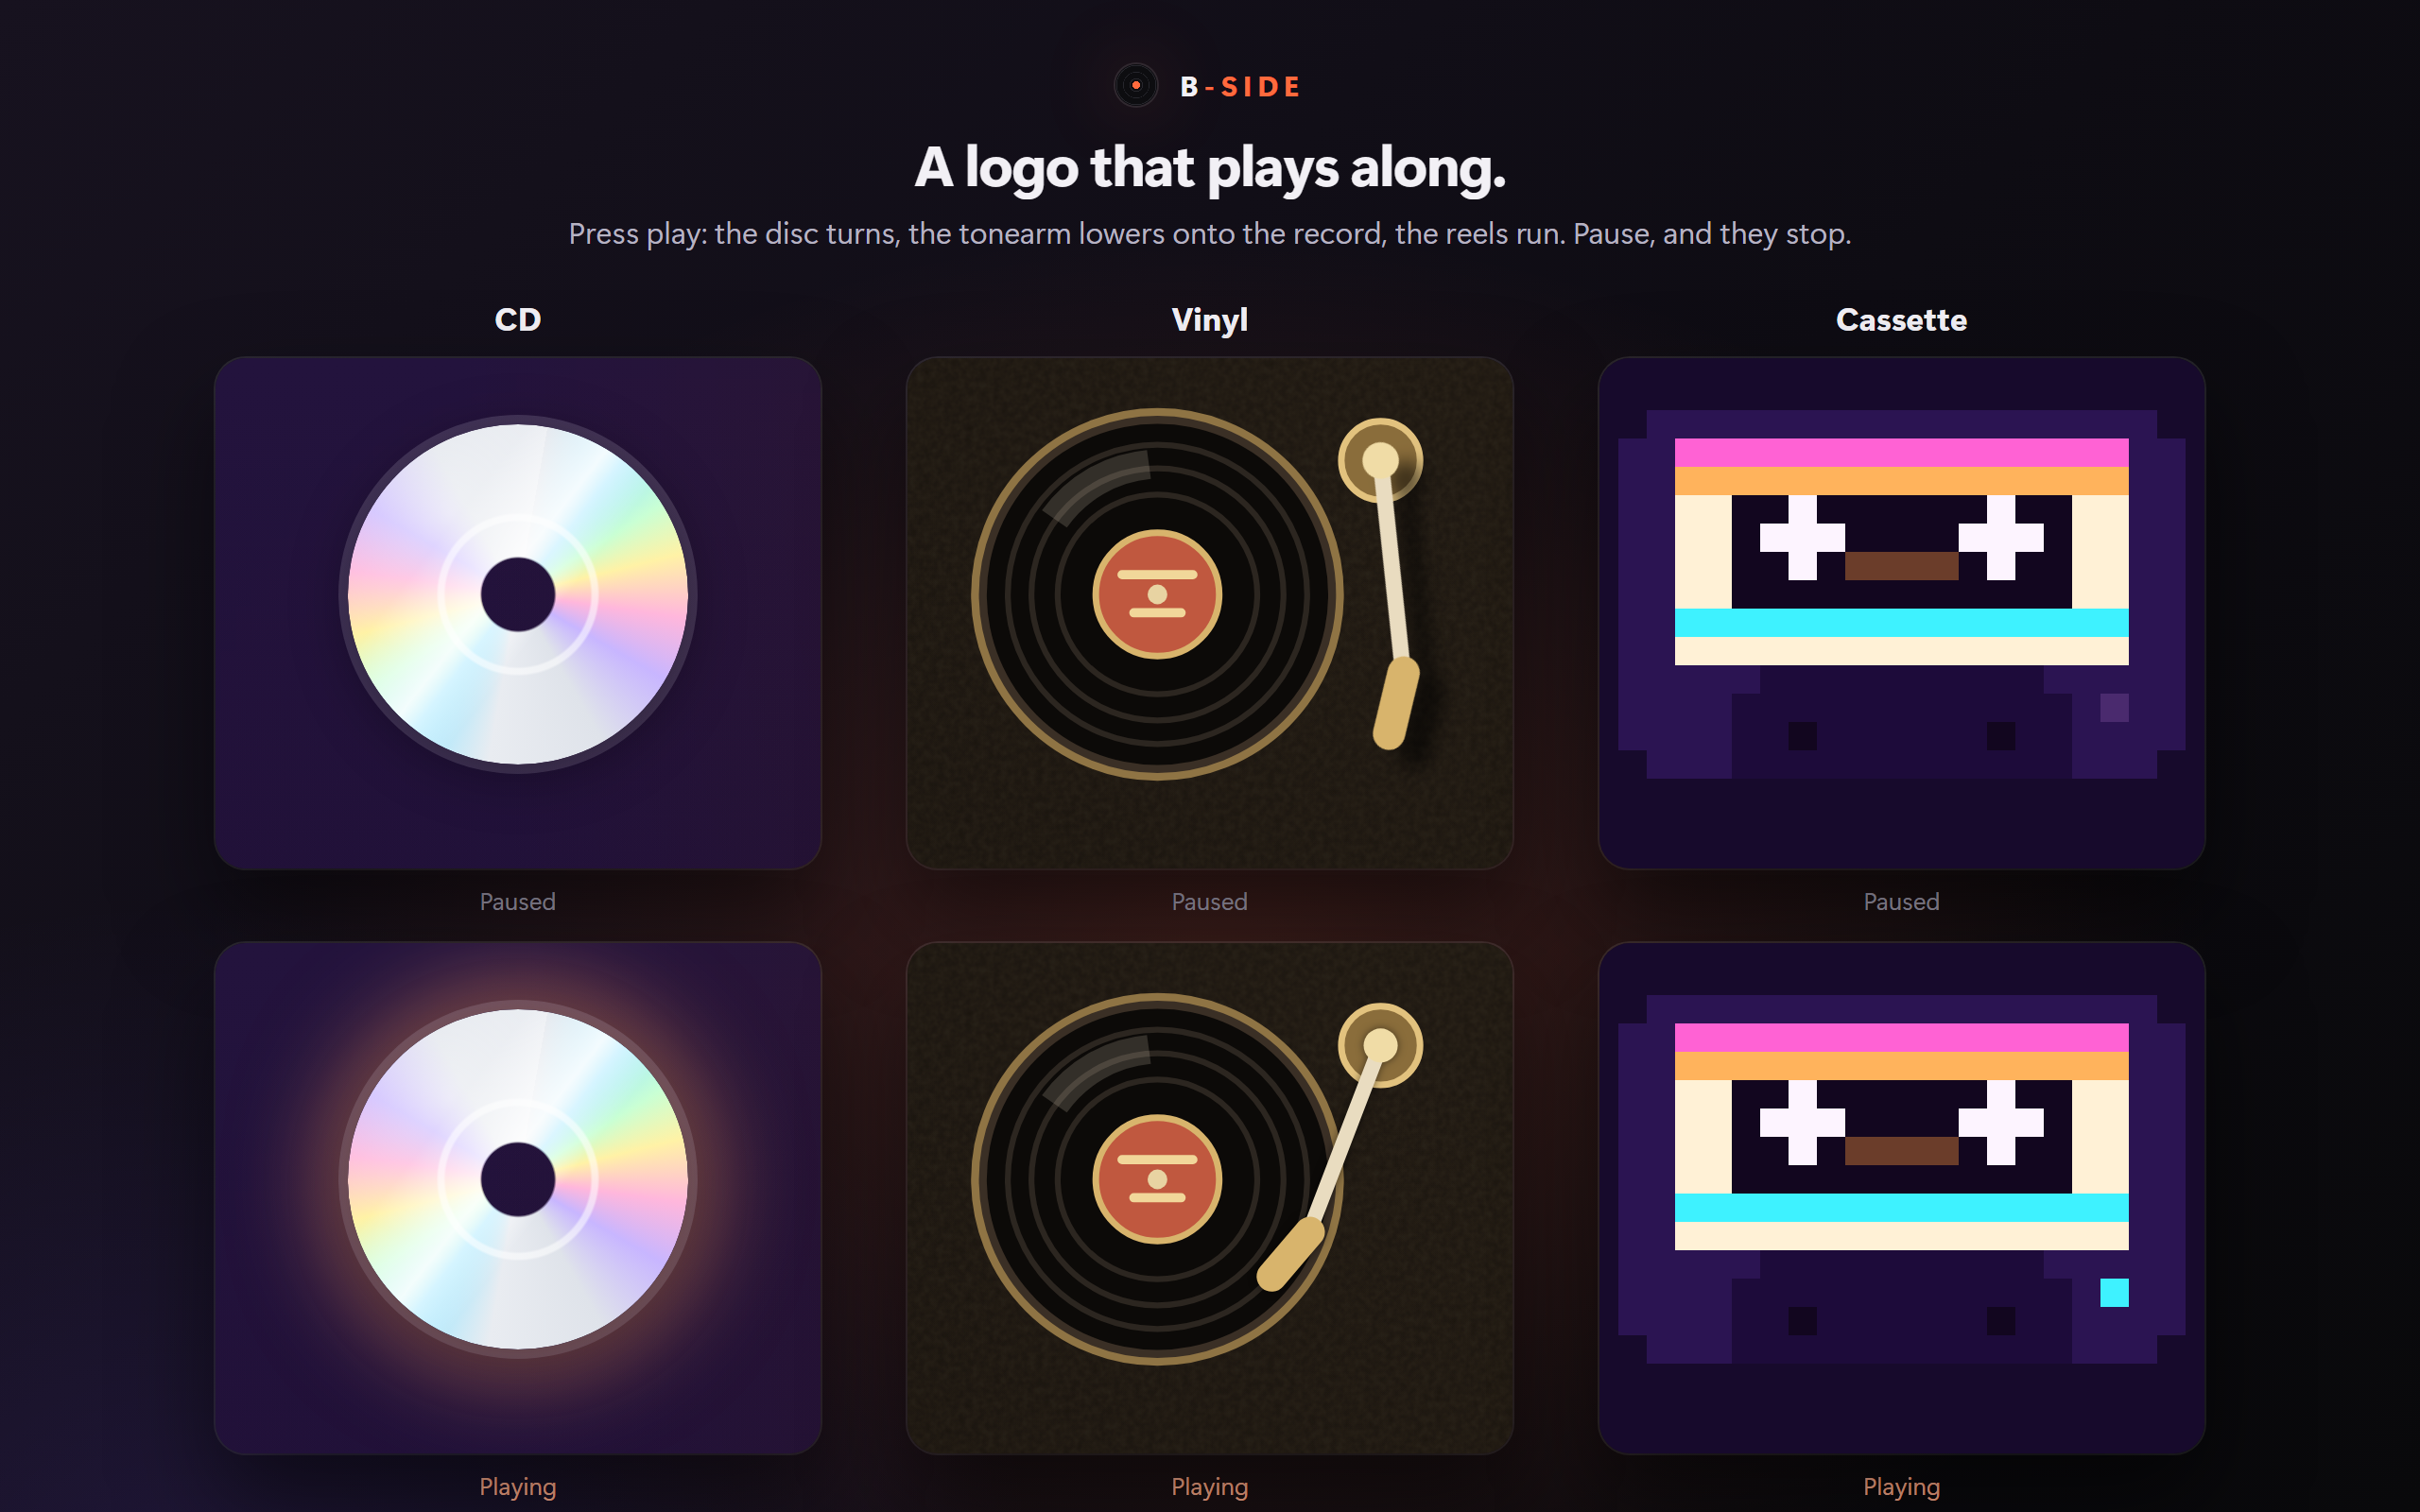 B-SIDE
A logo that plays along.
Press play: the disc turns, the tonearm lowers onto the record, the reels run. Pause, and they stop.
CD
Vinyl
Cassette
Paused
Paused
Paused
Playing
Playing
Playing